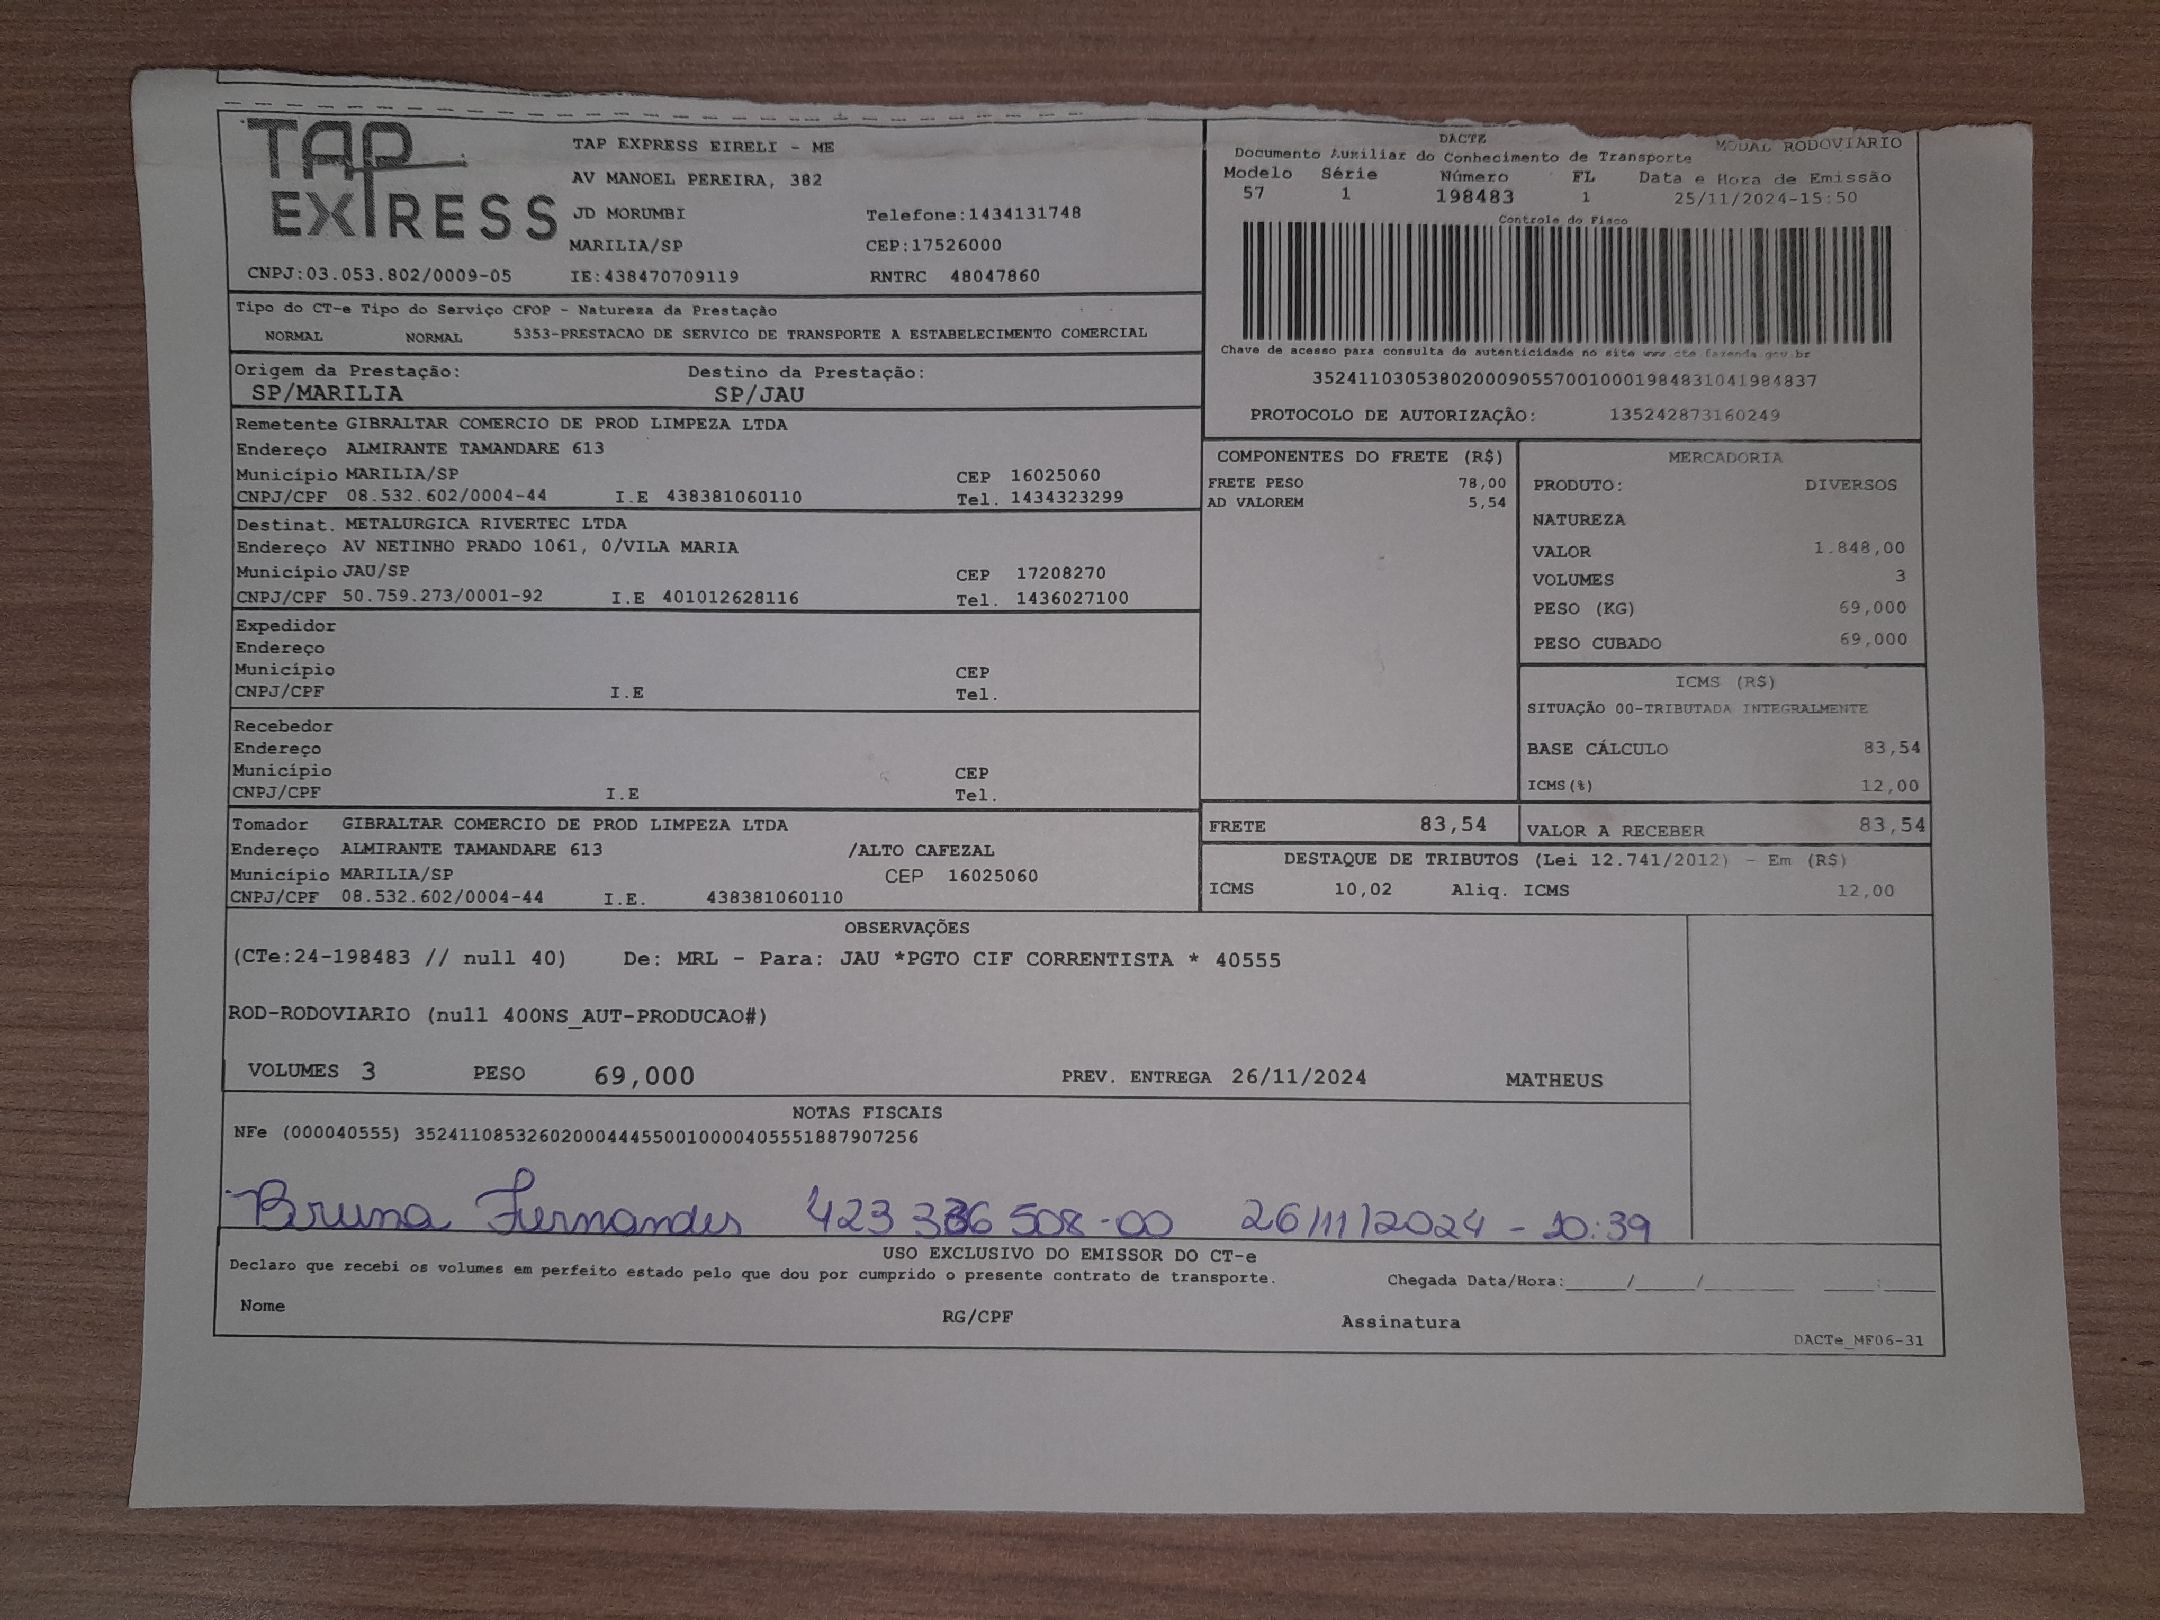 TAP EXPRESS
TAP EXPRESS EIRELI - ME
AV MANOEL PEREIRA, 382
JD MORUMBI Telefone:1434131748
MARILIA/SP CEP:17526000
CNPJ:03.053.802/0009-05 IE:438470709119 RNTRC 48047860
DACTE
Documento Auxiliar do Conhecimento de Transporte MODAL RODOVIARIO
Modelo Série Número FL Data e Hora de Emissão
57 1 198483 1 25/11/2024-15:50
Controle do Fisco
Chave de acesso para consulta de autenticidade no site www.cte.fazenda.gov.br
35241103053802000905570010001984831041984837
PROTOCOLO DE AUTORIZAÇÃO: 135242873160249
Tipo do CT-e Tipo do Serviço CFOP - Natureza da Prestação
NORMAL NORMAL 5353-PRESTACAO DE SERVICO DE TRANSPORTE A ESTABELECIMENTO COMERCIAL
Origem da Prestação: Destino da Prestação:
SP/MARILIA SP/JAU
Remetente GIBRALTAR COMERCIO DE PROD LIMPEZA LTDA
Endereço ALMIRANTE TAMANDARE 613
Município MARILIA/SP CEP 16025060
CNPJ/CPF 08.532.602/0004-44 I.E 438381060110 Tel. 1434323299
Destinat. METALURGICA RIVERTEC LTDA
Endereço AV NETINHO PRADO 1061, 0/VILA MARIA
Município JAU/SP CEP 17208270
CNPJ/CPF 50.759.273/0001-92 I.E 401012628116 Tel. 1436027100
Expedidor
Endereço
Município CEP
CNPJ/CPF I.E Tel.
Recebedor
Endereço
Município CEP
CNPJ/CPF I.E Tel.
Tomador GIBRALTAR COMERCIO DE PROD LIMPEZA LTDA
Endereço ALMIRANTE TAMANDARE 613 /ALTO CAFEZAL
Município MARILIA/SP CEP 16025060
CNPJ/CPF 08.532.602/0004-44 I.E. 438381060110
COMPONENTES DO FRETE (R$)
FRETE PESO 78,00
AD VALOREM 5,54
MERCADORIA
PRODUTO: DIVERSOS
NATUREZA
VALOR 1.848,00
VOLUMES 3
PESO (KG) 69,000
PESO CUBADO 69,000
ICMS (R$)
SITUAÇÃO 00-TRIBUTADA INTEGRALMENTE
BASE CÁLCULO 83,54
ICMS(%) 12,00
FRETE 83,54 VALOR A RECEBER 83,54
DESTAQUE DE TRIBUTOS (Lei 12.741/2012) - Em (R$)
ICMS 10,02 Aliq. ICMS 12,00
OBSERVAÇÕES
(CTe:24-198483 // null 40) De: MRL - Para: JAU *PGTO CIF CORRENTISTA * 40555
ROD-RODOVIARIO (null 400NS_AUT-PRODUCAO#)
VOLUMES 3 PESO 69,000 PREV. ENTREGA 26/11/2024 MATHEUS
NOTAS FISCAIS
NFe (000040555) 35241108532602000444550010000405551887907256
Bruna Fernandes 423 336 508-00 26/11/2024 - 10:39
USO EXCLUSIVO DO EMISSOR DO CT-e
Declaro que recebi os volumes em perfeito estado pelo que dou por cumprido o presente contrato de transporte. Chegada Data/Hora:_____/_____/_______ ____:____
Nome RG/CPF Assinatura
DACTe_MF06-31